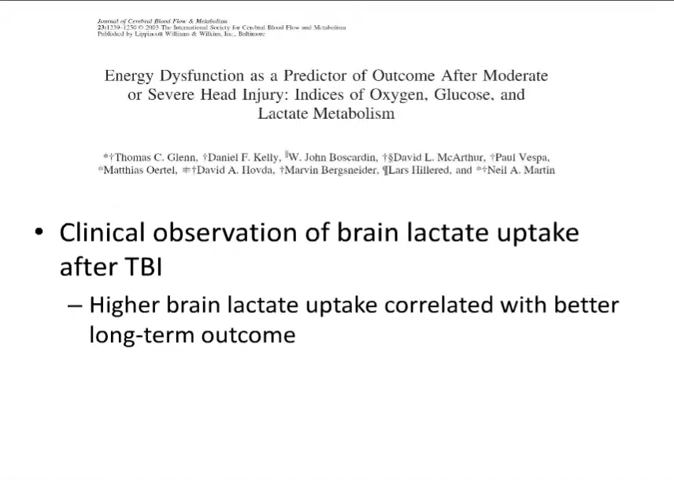 Journal of Cerebral Blood Flow & Metabolism
23:1239–1250 © 2003 The International Society for Cerebral Blood Flow and Metabolism
Published by Lippincott Williams & Wilkins, Inc., Baltimore
Energy Dysfunction as a Predictor of Outcome After Moderate
or Severe Head Injury: Indices of Oxygen, Glucose, and
Lactate Metabolism
*†Thomas C. Glenn, †Daniel F. Kelly, ‖W. John Boscardin, †§David L. McArthur, †Paul Vespa,
*Matthias Oertel, ‡†David A. Hovda, †Marvin Bergsneider, ¶Lars Hillered, and *†Neil A. Martin
• Clinical observation of brain lactate uptake
after TBI
– Higher brain lactate uptake correlated with better
long-term outcome